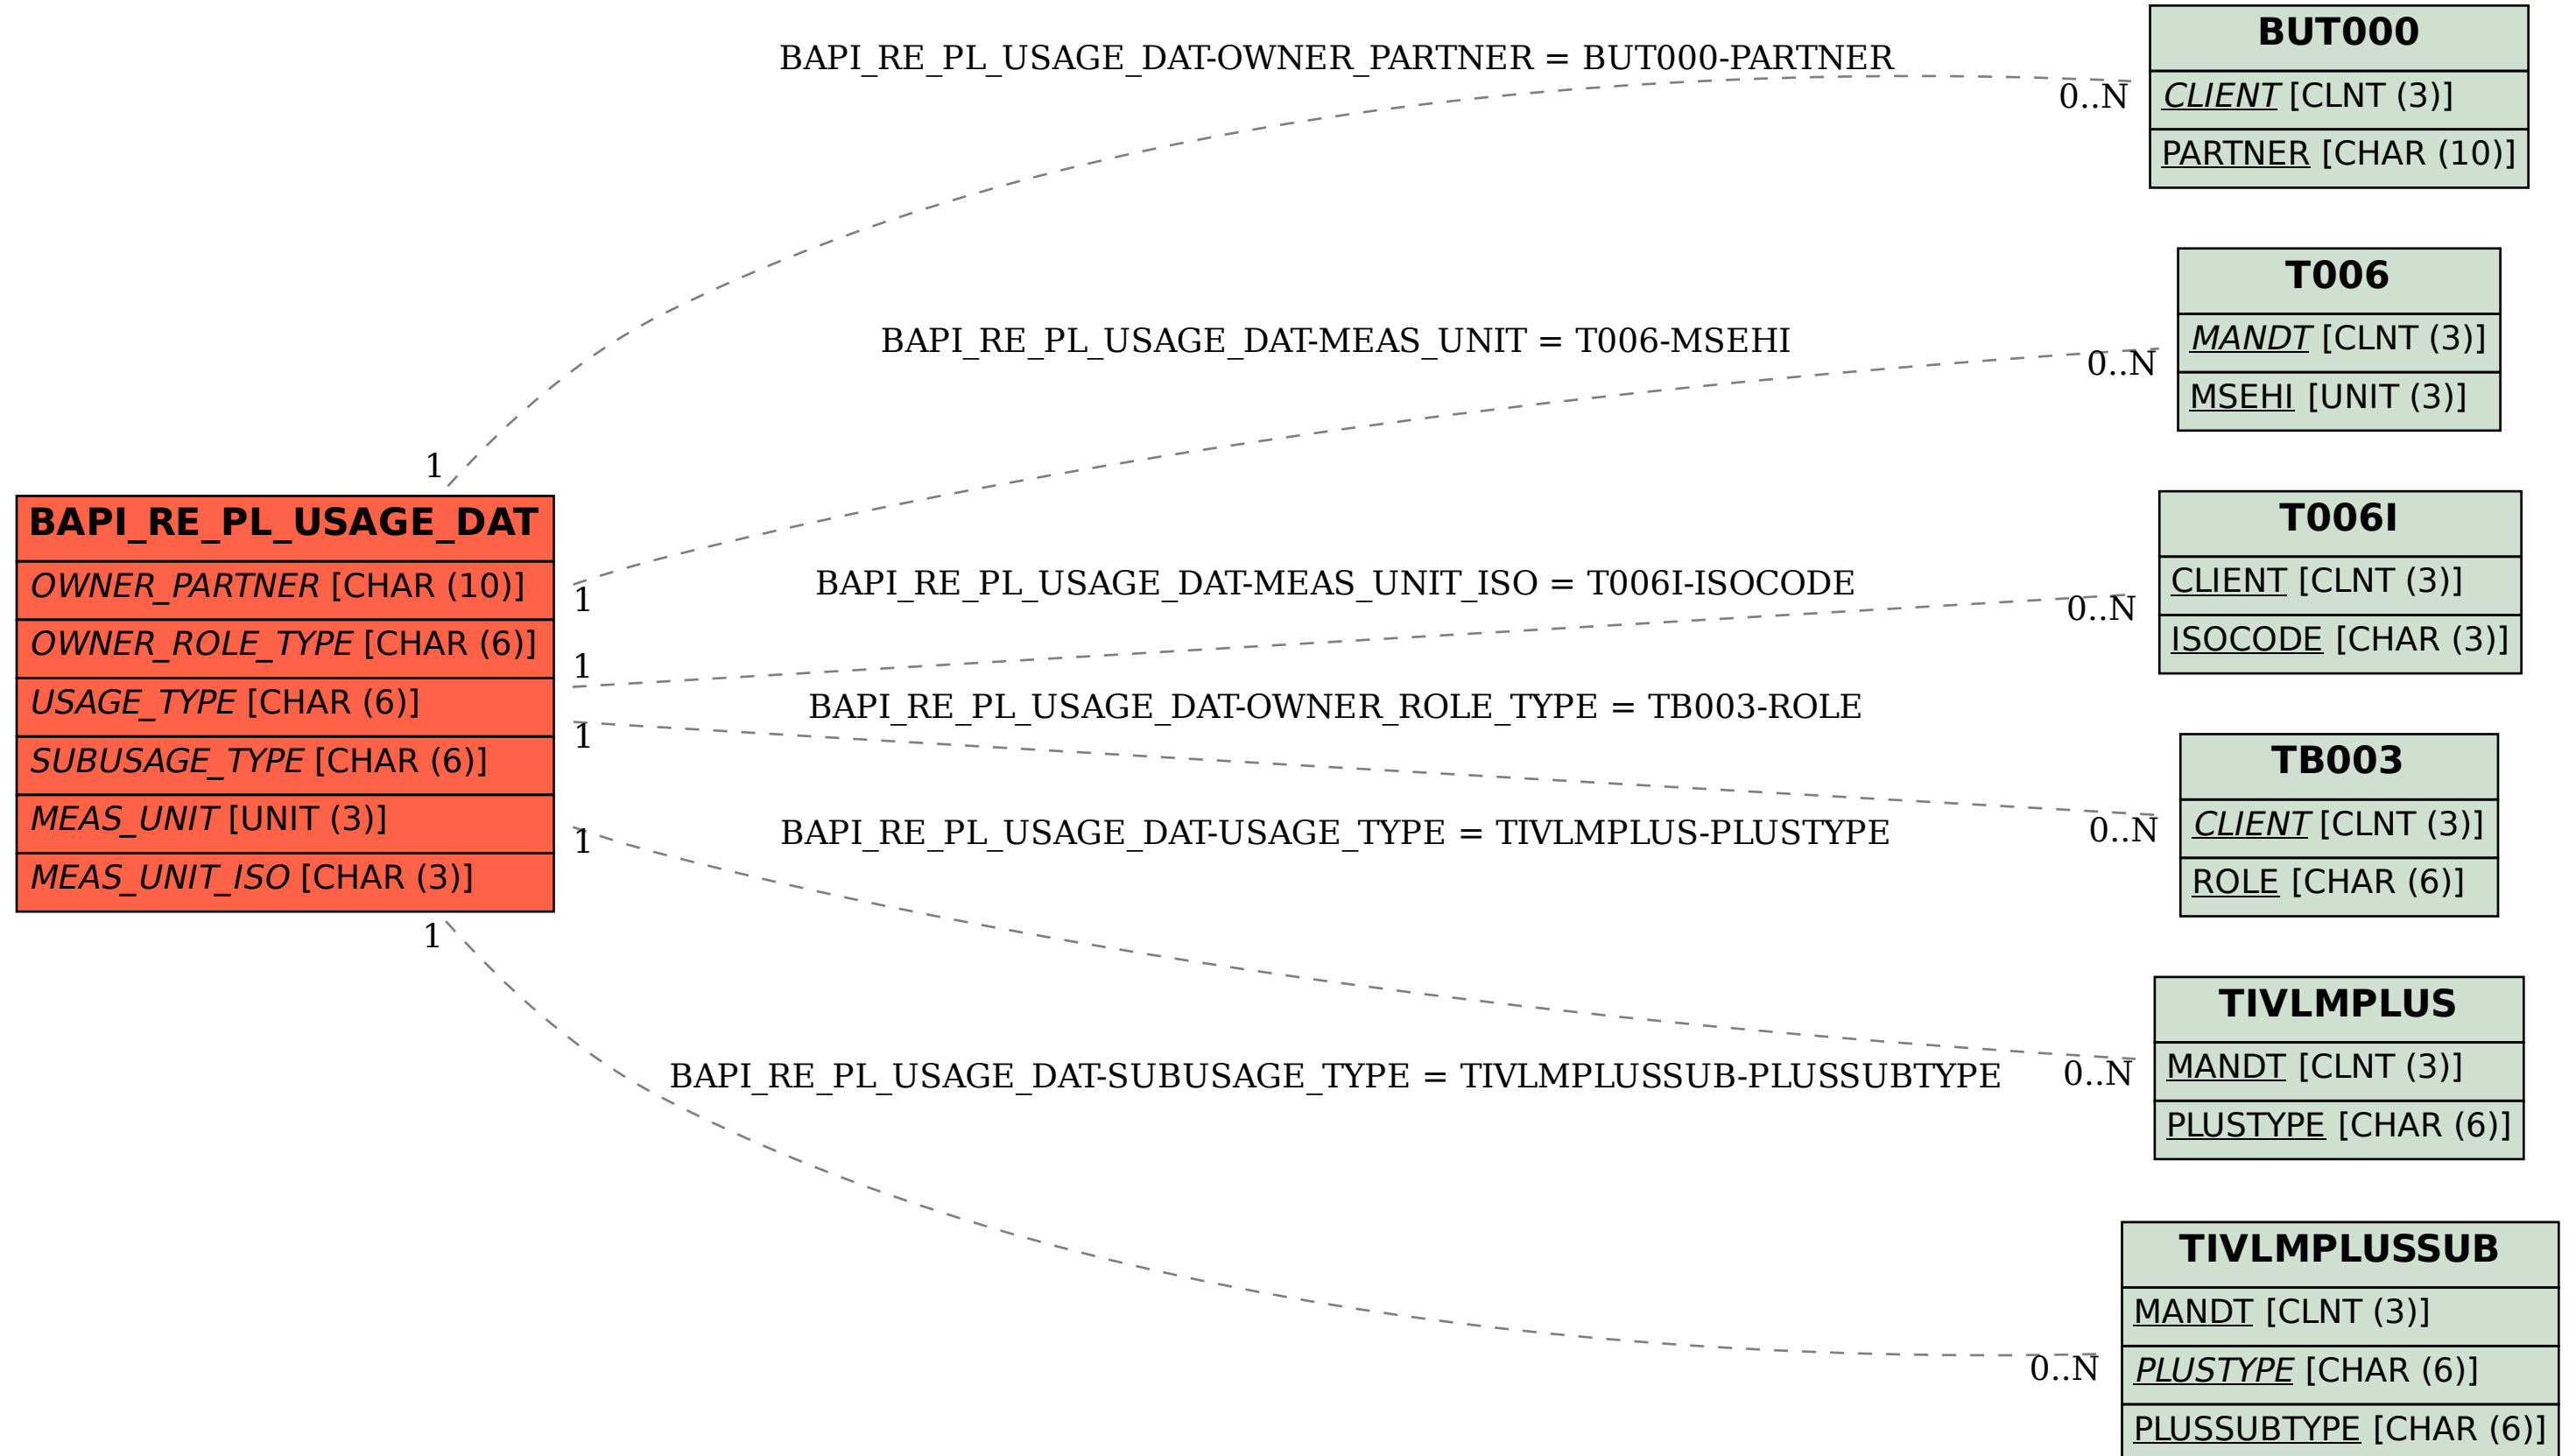 BAPI_RE_PL_USAGE_DAT
OWNER_PARTNER [CHAR (10)]
OWNER_ROLE_TYPE [CHAR (6)]
USAGE_TYPE [CHAR (6)]
SUBUSAGE_TYPE [CHAR (6)]
MEAS_UNIT [UNIT (3)]
MEAS_UNIT_ISO [CHAR (3)]
BAPI_RE_PL_USAGE_DAT-OWNER_PARTNER = BUT000-PARTNER
1
0..N
BUT000
CLIENT [CLNT (3)]
PARTNER [CHAR (10)]
BAPI_RE_PL_USAGE_DAT-MEAS_UNIT = T006-MSEHI
1
0..N
T006
MANDT [CLNT (3)]
MSEHI [UNIT (3)]
BAPI_RE_PL_USAGE_DAT-MEAS_UNIT_ISO = T006I-ISOCODE
1
0..N
T006I
CLIENT [CLNT (3)]
ISOCODE [CHAR (3)]
BAPI_RE_PL_USAGE_DAT-OWNER_ROLE_TYPE = TB003-ROLE
1
0..N
TB003
CLIENT [CLNT (3)]
ROLE [CHAR (6)]
BAPI_RE_PL_USAGE_DAT-USAGE_TYPE = TIVLMPLUS-PLUSTYPE
1
0..N
TIVLMPLUS
MANDT [CLNT (3)]
PLUSTYPE [CHAR (6)]
BAPI_RE_PL_USAGE_DAT-SUBUSAGE_TYPE = TIVLMPLUSSUB-PLUSSUBTYPE
1
0..N
TIVLMPLUSSUB
MANDT [CLNT (3)]
PLUSTYPE [CHAR (6)]
PLUSSUBTYPE [CHAR (6)]